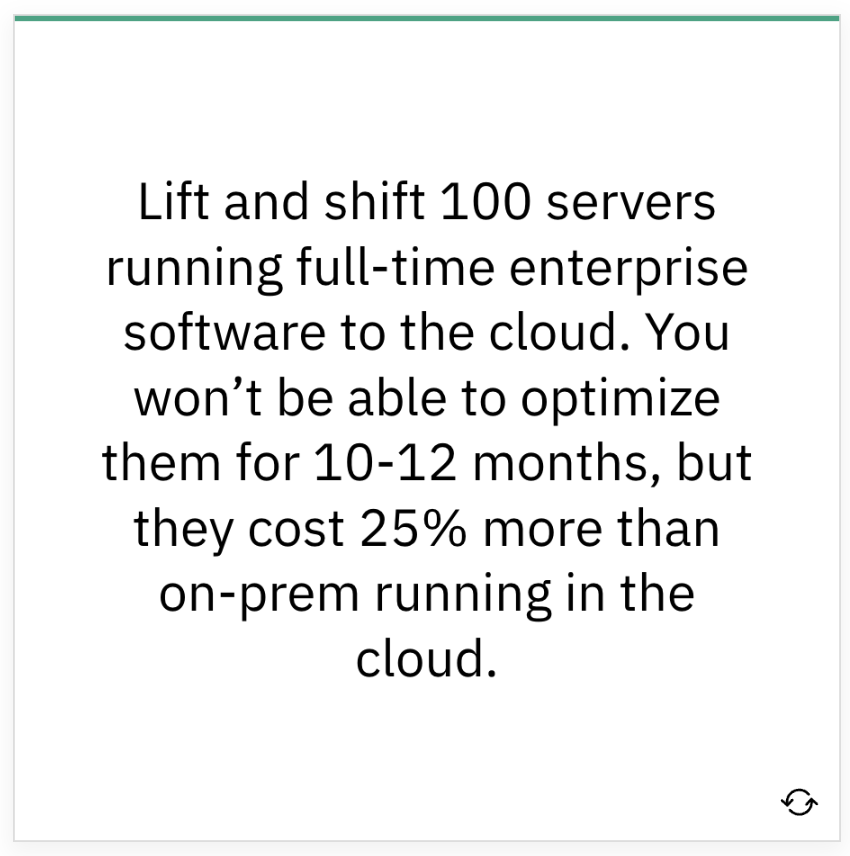 Lift and shift 100 servers
running full-time enterprise
software to the cloud. You
won’t be able to optimize
them for 10-12 months, but
they cost 25% more than
on-prem running in the
cloud.